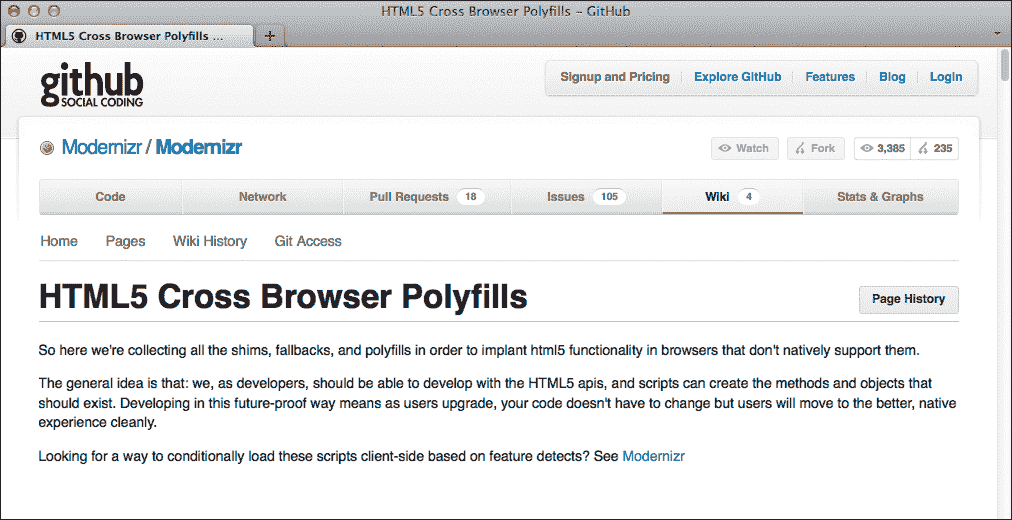 HTML5 Cross Browser Polyfills – GitHub
HTML5 Cross Browser Polyfills ...
github
SOCIAL CODING
Signup and Pricing Explore GitHub Features Blog Login
Modernizr / Modernizr
Watch Fork 3,385 235
Code Network Pull Requests 18 Issues 105 Wiki 4 Stats & Graphs
Home Pages Wiki History Git Access
HTML5 Cross Browser Polyfills
Page History
So here we're collecting all the shims, fallbacks, and polyfills in order to implant html5 functionality in browsers that don't natively support them.
The general idea is that: we, as developers, should be able to develop with the HTML5 apis, and scripts can create the methods and objects that
should exist. Developing in this future-proof way means as users upgrade, your code doesn't have to change but users will move to the better, native
experience cleanly.
Looking for a way to conditionally load these scripts client-side based on feature detects? See Modernizr